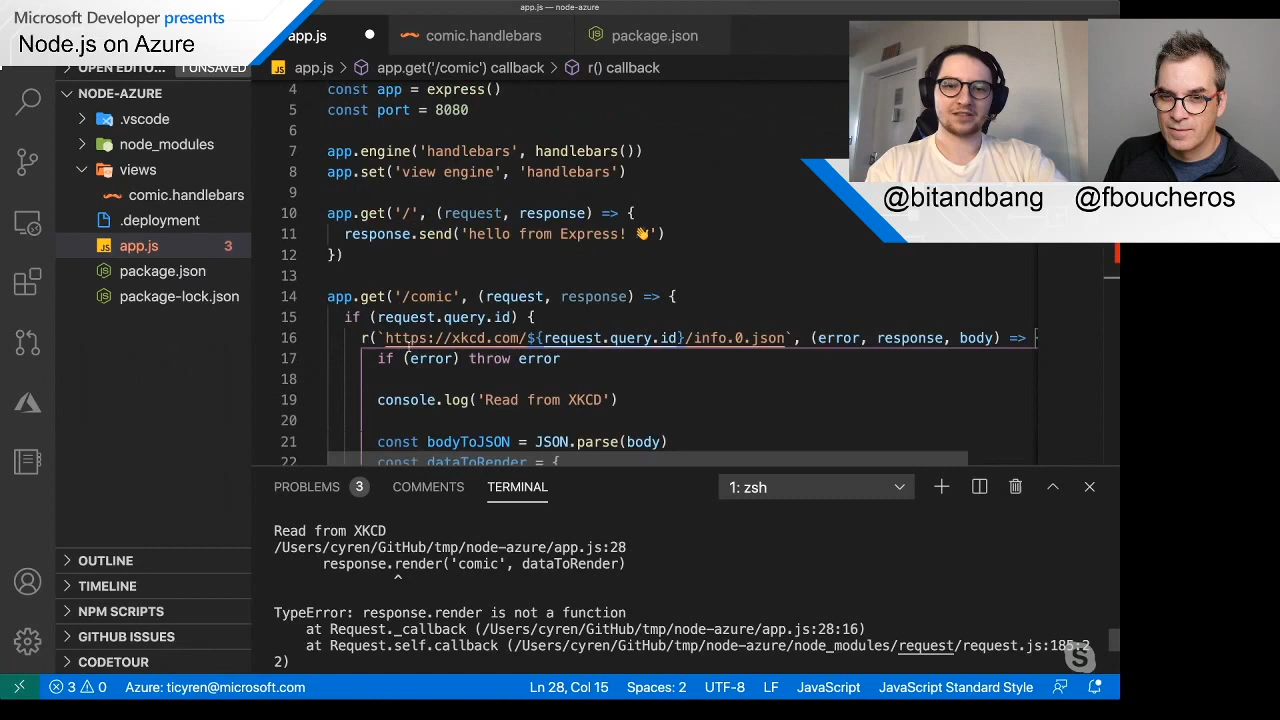 Microsoft Developer presents
Node.js on Azure
app.js — node-azure
app.js
comic.handlebars
package.json
OPEN EDITO... 1 UNSAVED
app.js > app.get('/comic') callback > r() callback
NODE-AZURE
.vscode
node_modules
views
comic.handlebars
.deployment
app.js 3
package.json
package-lock.json
OUTLINE
TIMELINE
NPM SCRIPTS
GITHUB ISSUES
CODETOUR
4 const app = express()
5 const port = 8080
6
7 app.engine('handlebars', handlebars())
8 app.set('view engine', 'handlebars')
9
10 app.get('/', (request, response) => {
11 response.send('hello from Express! 👋')
12 })
13
14 app.get('/comic', (request, response) => {
15 if (request.query.id) {
16 r(`https://xkcd.com/${request.query.id}/info.0.json`, (error, response, body) => {
17 if (error) throw error
18
19 console.log('Read from XKCD')
20
21 const bodyToJSON = JSON.parse(body)
22 const dataToRender = {
@bitandbang @fboucheros
PROBLEMS 3 COMMENTS TERMINAL 1: zsh
Read from XKCD
/Users/cyren/GitHub/tmp/node-azure/app.js:28
response.render('comic', dataToRender)
^
TypeError: response.render is not a function
at Request._callback (/Users/cyren/GitHub/tmp/node-azure/app.js:28:16)
at Request.self.callback (/Users/cyren/GitHub/tmp/node-azure/node_modules/request/request.js:185:2
2)
3 0 Azure: ticyren@microsoft.com Ln 28, Col 15 Spaces: 2 UTF-8 LF JavaScript JavaScript Standard Style